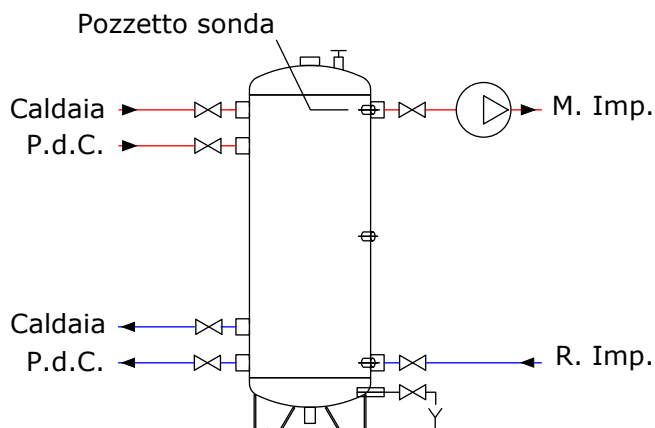 Pozzetto sonda
Caldaia
M. Imp.
P.d.C.
Caldaia
P.d.C.
R. Imp.